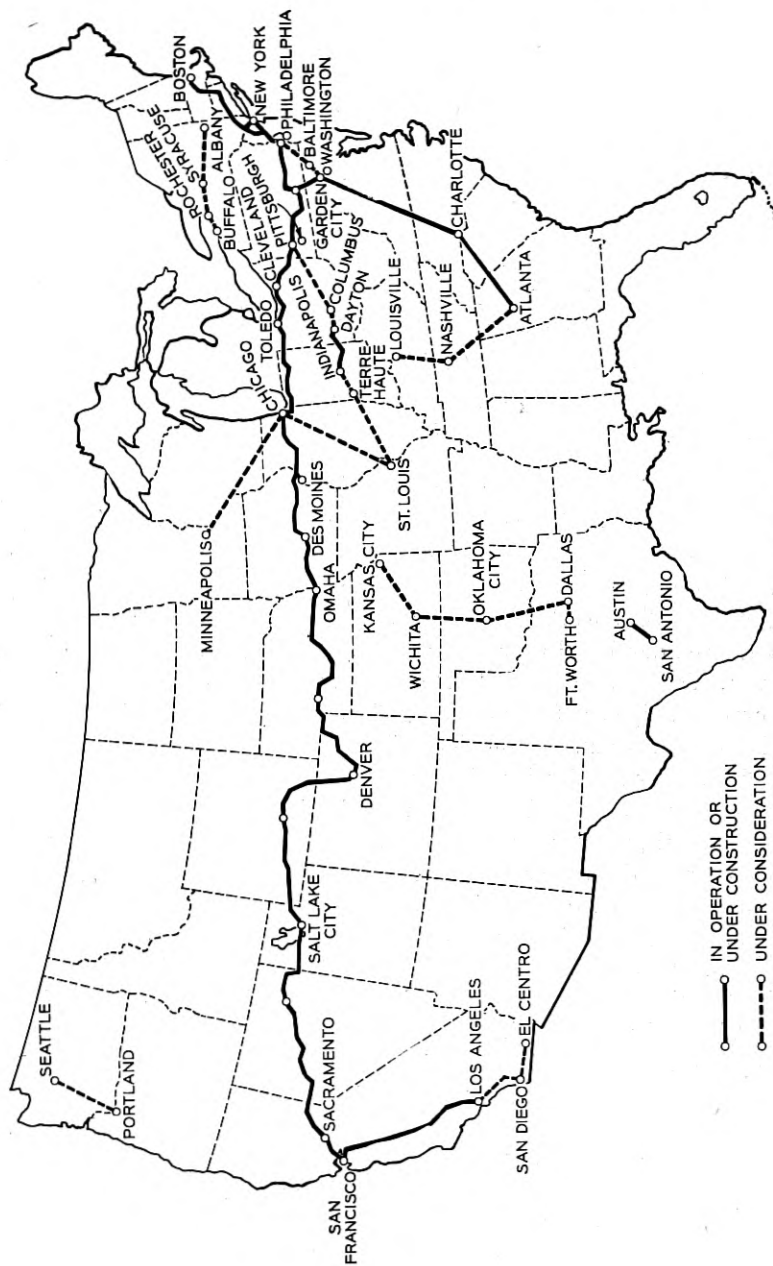 SEATTLE
PORTLAND
SACRAMENTO
SAN
FRANCISCO
LOS ANGELES
SAN DIEGO
EL CENTRO
SALT LAKE
CITY
DENVER
MINNEAPOLIS
OMAHA
DES MOINES
KANSAS CITY
WICHITA
OKLAHOMA
CITY
FT. WORTH
DALLAS
AUSTIN
SAN ANTONIO
CHICAGO
ST. LOUIS
TOLEDO
CLEVELAND
PITTSBURGH
INDIANAPOLIS
TERRE-
HAUTE
COLUMBUS
DAYTON
LOUISVILLE
NASHVILLE
ATLANTA
CHARLOTTE
GARDEN
CITY
WASHINGTON
BALTIMORE
PHILADELPHIA
NEW YORK
BOSTON
ALBANY
SYRACUSE
ROCHESTER
BUFFALO
IN OPERATION OR
UNDER CONSTRUCTION
UNDER CONSIDERATION